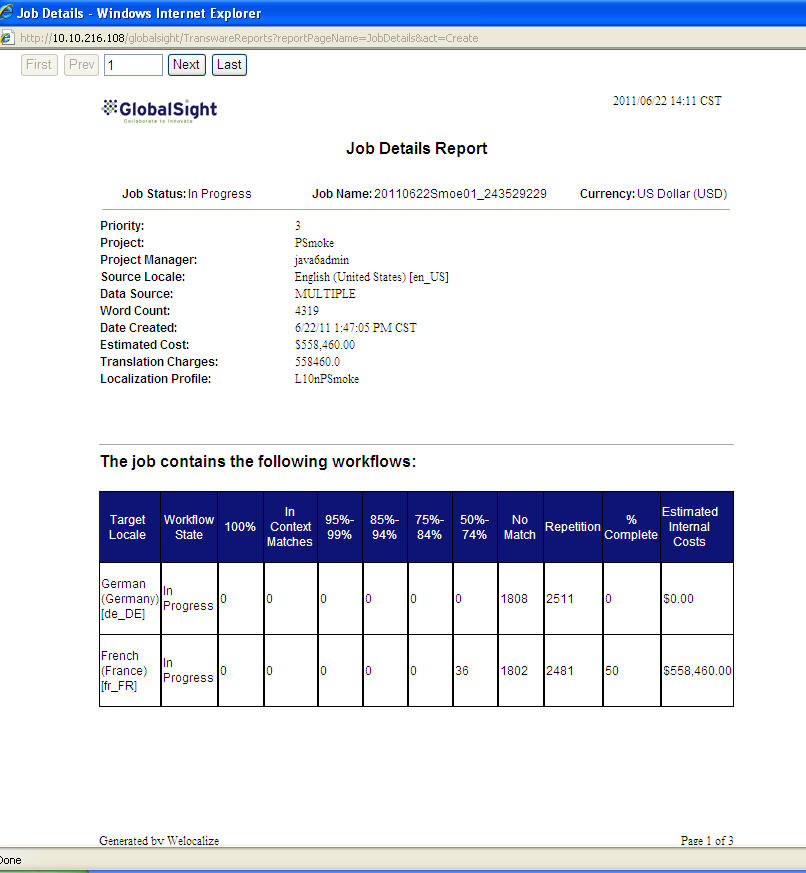 Job Details - Windows Internet Explorer
http://10.10.216.108/globalsight/TranswareReports?reportPageName=JobDetails&act=Create
First Prev 1 Next Last
GlobalSight
Collaborate to Innovate
2011/06/22 14:11 CST
Job Details Report
Job Status: In Progress Job Name: 20110622Smoe01_243529229 Currency: US Dollar (USD)
Priority: 3
Project: PSmoke
Project Manager: java6admin
Source Locale: English (United States) [en_US]
Data Source: MULTIPLE
Word Count: 4319
Date Created: 6/22/11 1:47:05 PM CST
Estimated Cost: $558,460.00
Translation Charges: 558460.0
Localization Profile: L10nPSmoke
The job contains the following workflows:
Target Locale Workflow State 100% In Context Matches 95%-99% 85%-94% 75%-84% 50%-74% No Match Repetition % Complete Estimated Internal Costs
German (Germany) [de_DE] In Progress 0 0 0 0 0 0 1808 2511 0 $0.00
French (France) [fr_FR] In Progress 0 0 0 0 0 36 1802 2481 50 $558,460.00
Generated by Welocalize Page 1 of 3
Done